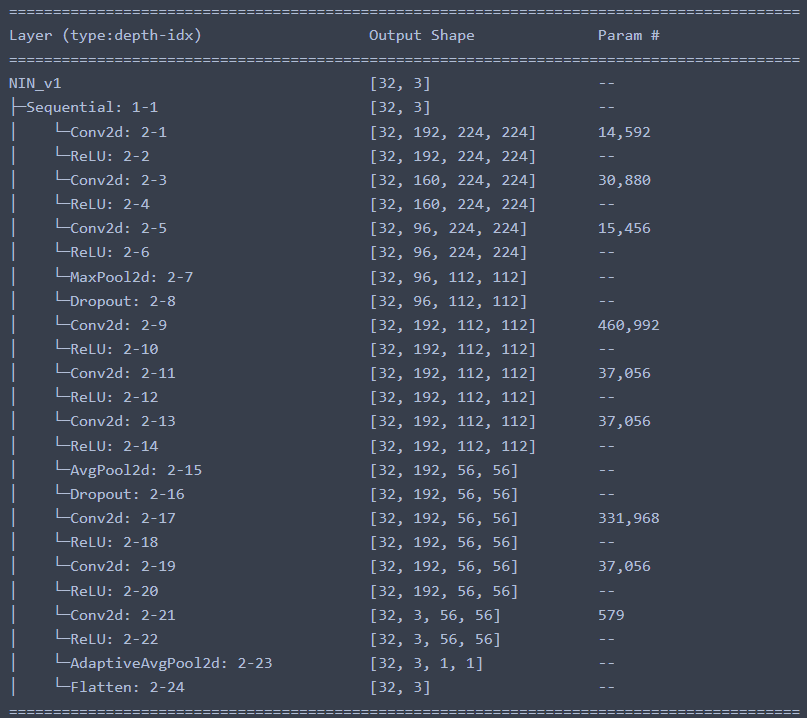 ==========================================================================================
Layer (type:depth-idx)                   Output Shape              Param #
==========================================================================================
NIN_v1                                   [32, 3]                   --
├─Sequential: 1-1                        [32, 3]                   --
│    └─Conv2d: 2-1                       [32, 192, 224, 224]       14,592
│    └─ReLU: 2-2                         [32, 192, 224, 224]       --
│    └─Conv2d: 2-3                       [32, 160, 224, 224]       30,880
│    └─ReLU: 2-4                         [32, 160, 224, 224]       --
│    └─Conv2d: 2-5                       [32, 96, 224, 224]        15,456
│    └─ReLU: 2-6                         [32, 96, 224, 224]        --
│    └─MaxPool2d: 2-7                    [32, 96, 112, 112]        --
│    └─Dropout: 2-8                      [32, 96, 112, 112]        --
│    └─Conv2d: 2-9                       [32, 192, 112, 112]       460,992
│    └─ReLU: 2-10                        [32, 192, 112, 112]       --
│    └─Conv2d: 2-11                      [32, 192, 112, 112]       37,056
│    └─ReLU: 2-12                        [32, 192, 112, 112]       --
│    └─Conv2d: 2-13                      [32, 192, 112, 112]       37,056
│    └─ReLU: 2-14                        [32, 192, 112, 112]       --
│    └─AvgPool2d: 2-15                   [32, 192, 56, 56]         --
│    └─Dropout: 2-16                     [32, 192, 56, 56]         --
│    └─Conv2d: 2-17                      [32, 192, 56, 56]         331,968
│    └─ReLU: 2-18                        [32, 192, 56, 56]         --
│    └─Conv2d: 2-19                      [32, 192, 56, 56]         37,056
│    └─ReLU: 2-20                        [32, 192, 56, 56]         --
│    └─Conv2d: 2-21                      [32, 3, 56, 56]           579
│    └─ReLU: 2-22                        [32, 3, 56, 56]           --
│    └─AdaptiveAvgPool2d: 2-23           [32, 3, 1, 1]             --
│    └─Flatten: 2-24                     [32, 3]                   --
==========================================================================================